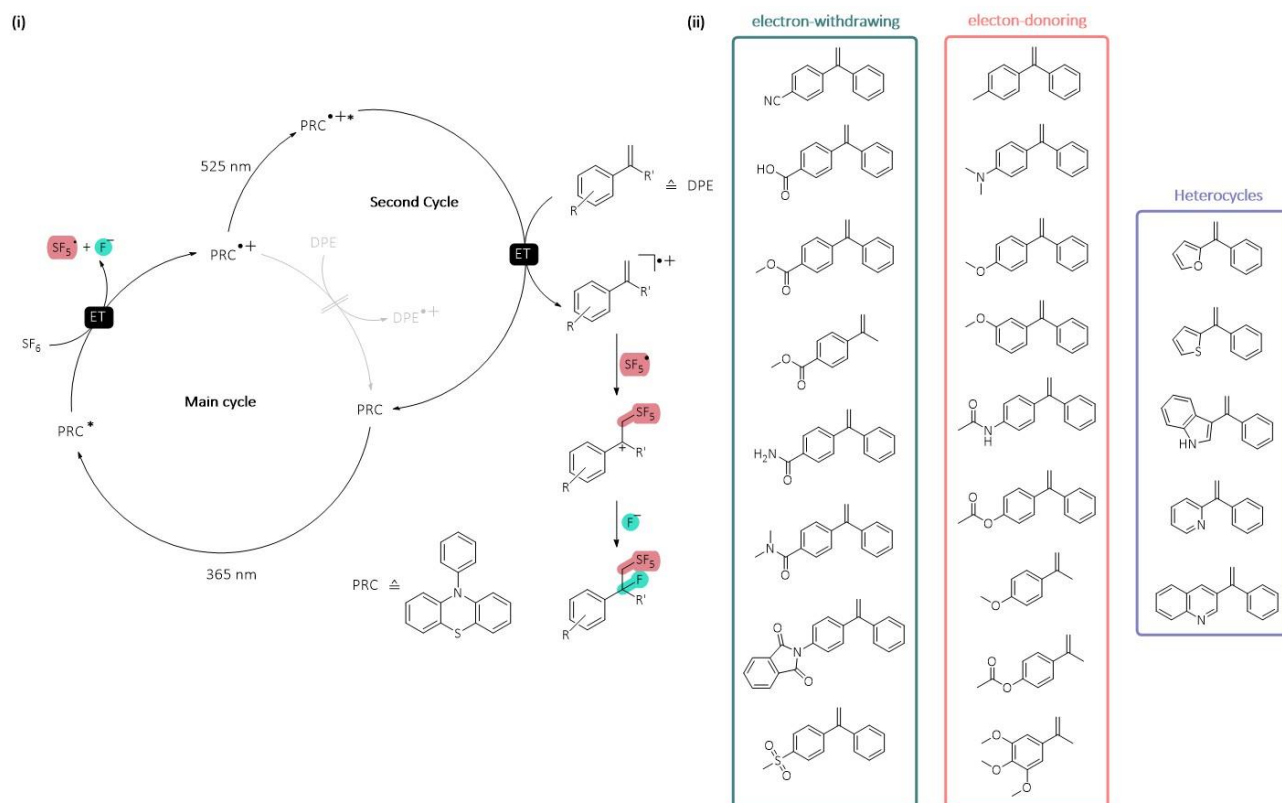 (i)
PRC•+*
525 nm
R
R'
≙ DPE
Second Cycle
SF5• + F−
PRC•+
DPE
ET
•+
R'
R
ET
DPE•+
SF6
SF5•
Main cycle
PRC
SF5
PRC*
R'
+
R
F−
365 nm
PRC ≙
N
S
SF5
F
R'
R
(ii)
electron-withdrawing
NC
HO
O
O
O
O
O
H2N
O
N
O
O
N
O
S
O
O
electon-donoring
N
O
O
O
N
H
O
O
O
O
O
O
O
O
Heterocycles
O
S
NH
N
N